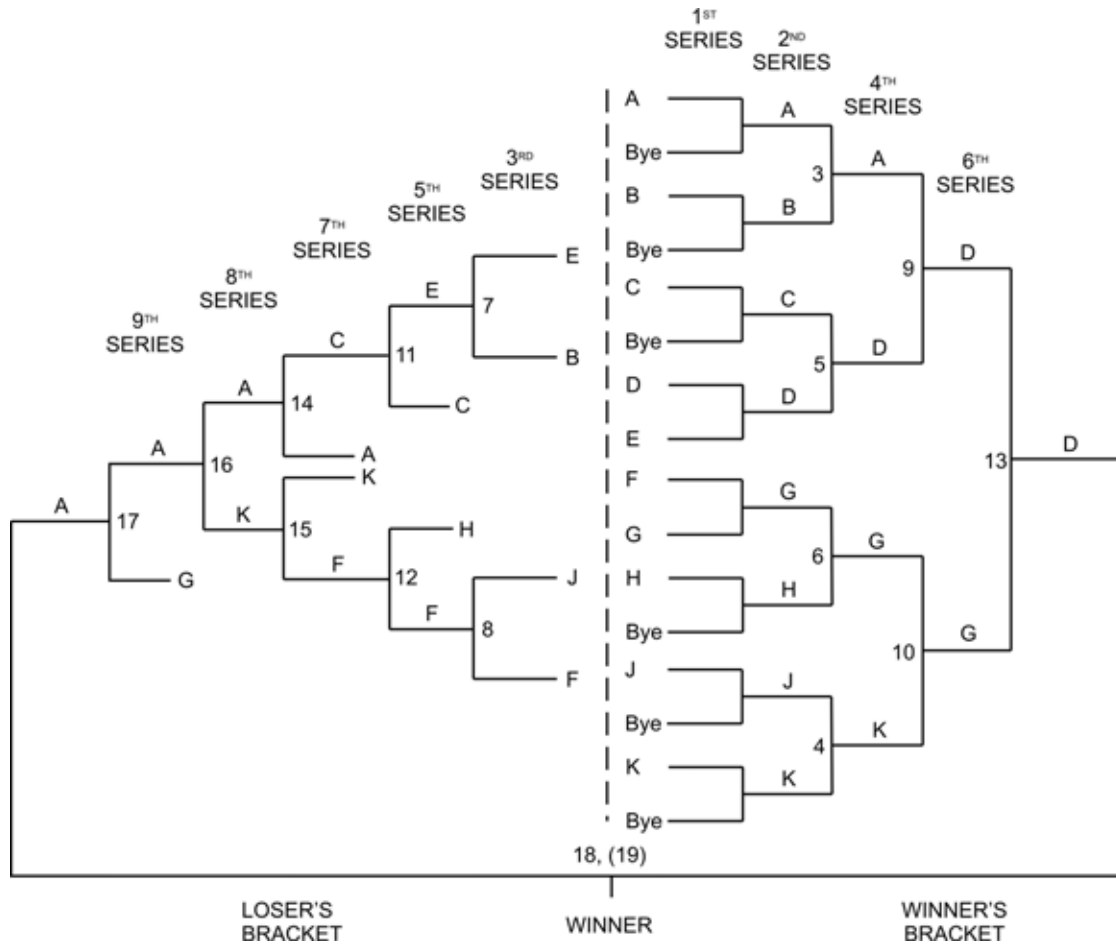 1ST
SERIES
2ND
SERIES
4TH
SERIES
6TH
SERIES
3RD
SERIES
5TH
SERIES
7TH
SERIES
8TH
SERIES
9TH
SERIES
A
Bye
B
Bye
C
Bye
D
E
F
G
H
Bye
J
Bye
K
Bye
A
B
C
D
G
H
J
K
3
5
6
4
A
D
G
K
9
10
D
G
13
D
E
B
J
F
7
8
E
C
H
F
11
12
C
A
K
F
14
15
A
K
16
A
G
17
A
18, (19)
LOSER'S
BRACKET
WINNER
WINNER'S
BRACKET